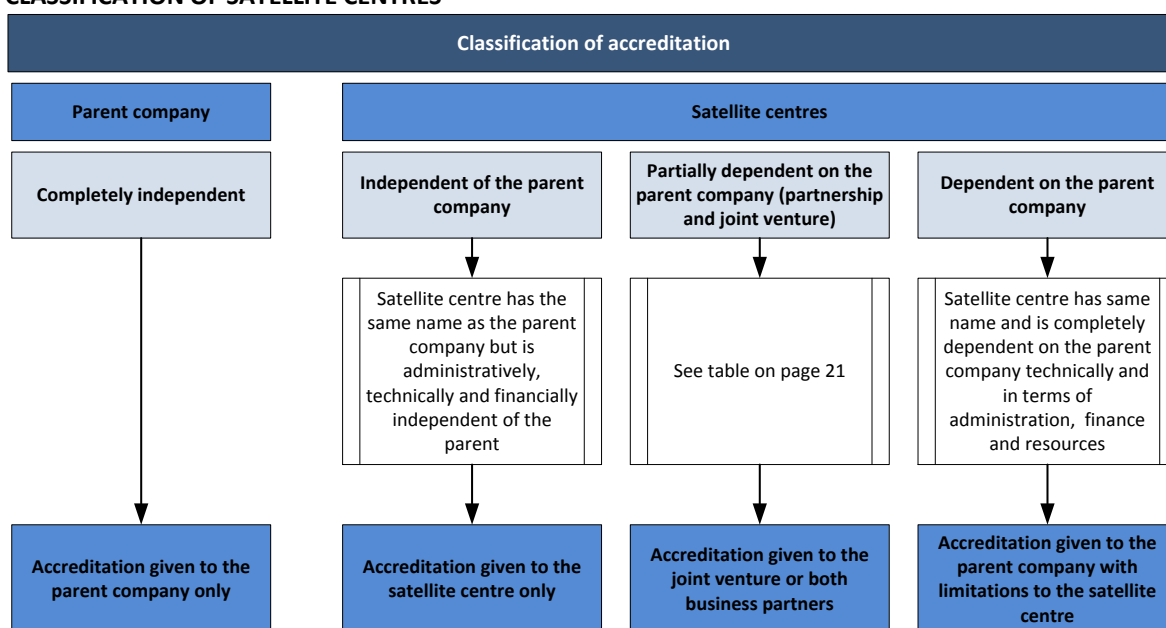 CLASSIFICATION OF SATELLITE CENTRES
Classification of accreditation
Parent company
Satellite centres
Completely independent
Independent of the parent
company
Partially dependent on the
parent company (partnership
and joint venture)
Dependent on the parent
company
Satellite centre has the
same name as the parent
company but is
administratively,
technically and financially
independent of the
parent
See table on page 21
Satellite centre has same
name and is completely
dependent on the parent
company technically and
in terms of
administration, finance
and resources
Accreditation given to the
parent company only
Accreditation given to the
satellite centre only
Accreditation given to the
joint venture or both
business partners
Accreditation given to the
parent company with
limitations to the satellite
centre